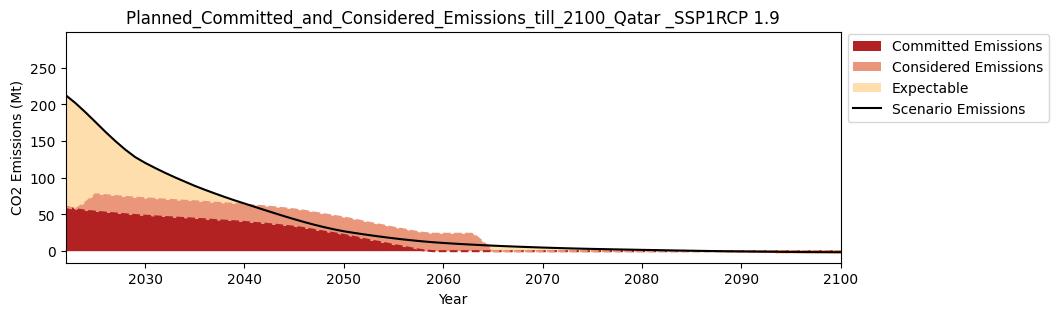 Planned_Committed_and_Considered_Emissions_till_2100_Qatar _SSP1RCP 1.9
Committed Emissions
Considered Emissions
Expectable
Scenario Emissions
CO2 Emissions (Mt)
250
200
150
100
50
0
2030
2040
2050
2060
2070
2080
2090
2100
Year